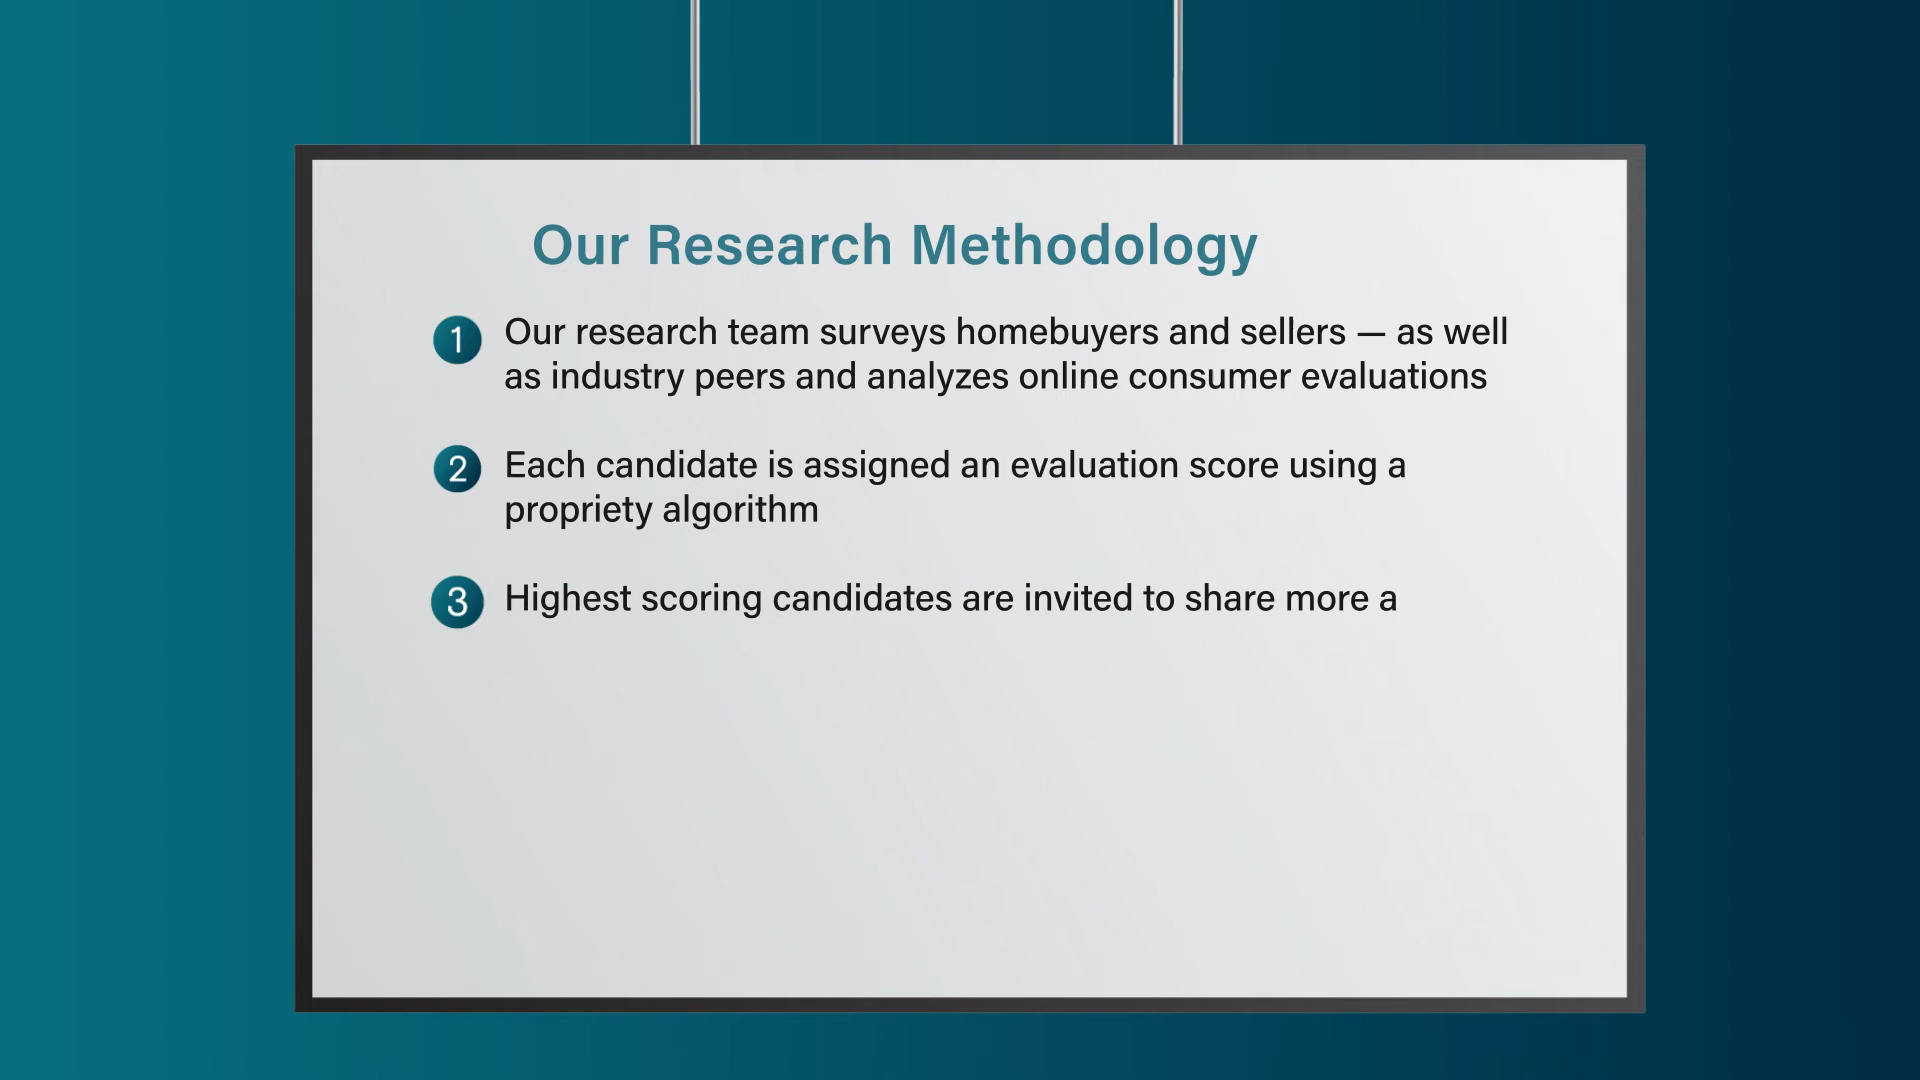 Our Research Methodology
1 Our research team surveys homebuyers and sellers — as well
as industry peers and analyzes online consumer evaluations
2 Each candidate is assigned an evaluation score using a
propriety algorithm
3 Highest scoring candidates are invited to share more a